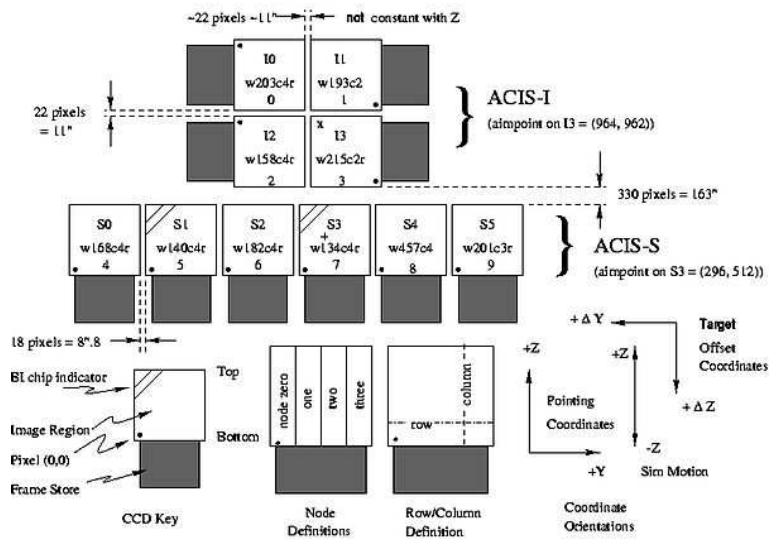 ~22 pixels ~11"
not constant with Z
I0
w203c4r
0
I1
w193c2
1
22 pixels
= 11"
I2
w158c4r
2
x
I3
w215c2r
3
ACIS-I
(aimpoint on I3 = (964, 962))
330 pixels = 163"
S0
w168c4r
4
S1
w140c4r
5
S2
w182c4r
6
S3
+
w134c4r
7
S4
w457c4
8
S5
w201c3r
9
ACIS-S
(aimpoint on S3 = (296, 512))
18 pixels = 8".8
BI chip indicator
Image Region
Pixel (0,0)
Frame Store
Top
Bottom
CCD Key
node zero
one
two
three
Node
Definitions
column
row
Row/Column
Definition
+Z
Pointing
Coordinates
+Y
+Z
-Z
Sim Motion
+ Δ Y
Target
Offset
Coordinates
+ Δ Z
Coordinate
Orientations